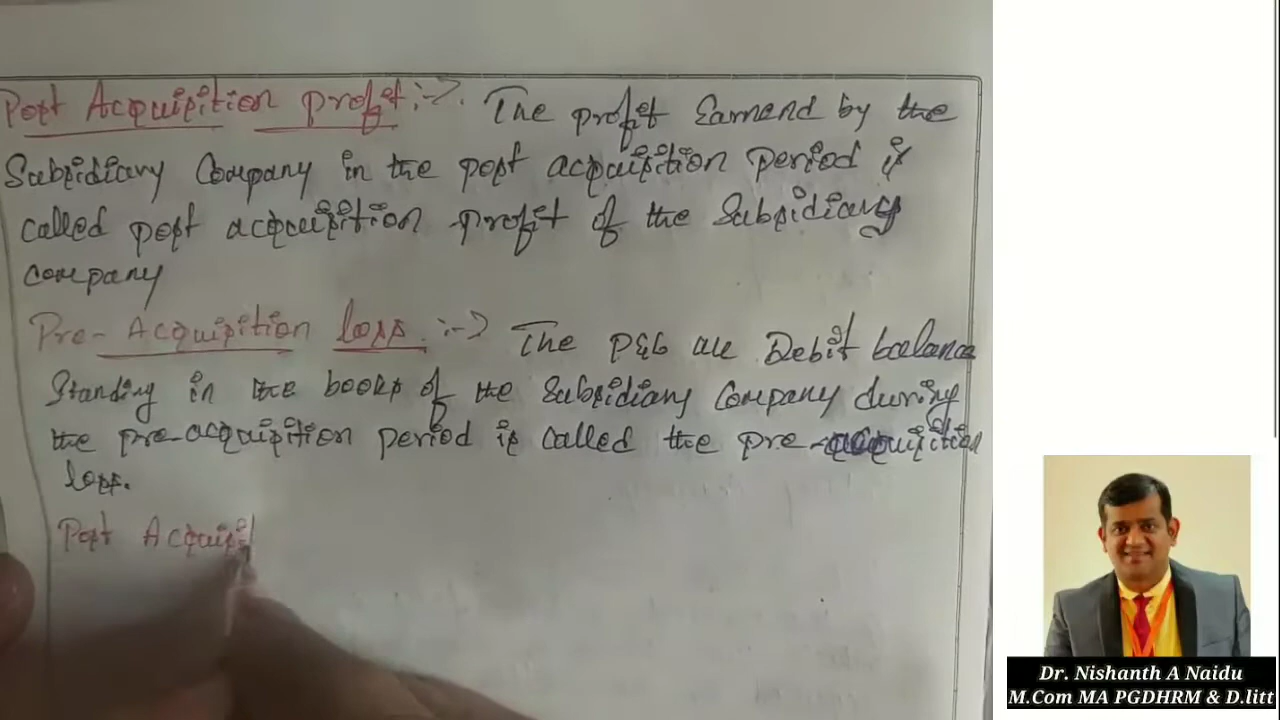 Post Acquisition profit :->. The profit Earnend by the
Subsidiary Company in the post acquisition Period is
called post acquisition profit of the Subsidiary
company
Pre-Acquisition loss :-> The P&L a/c Debit balance
Standing in the books of the Subsidiary Company during
the pre-acquisition period is called the pre-acquisition
loss.
Post Acquisit
Dr. Nishanth A Naidu
M.Com MA PGDHRM & D.litt